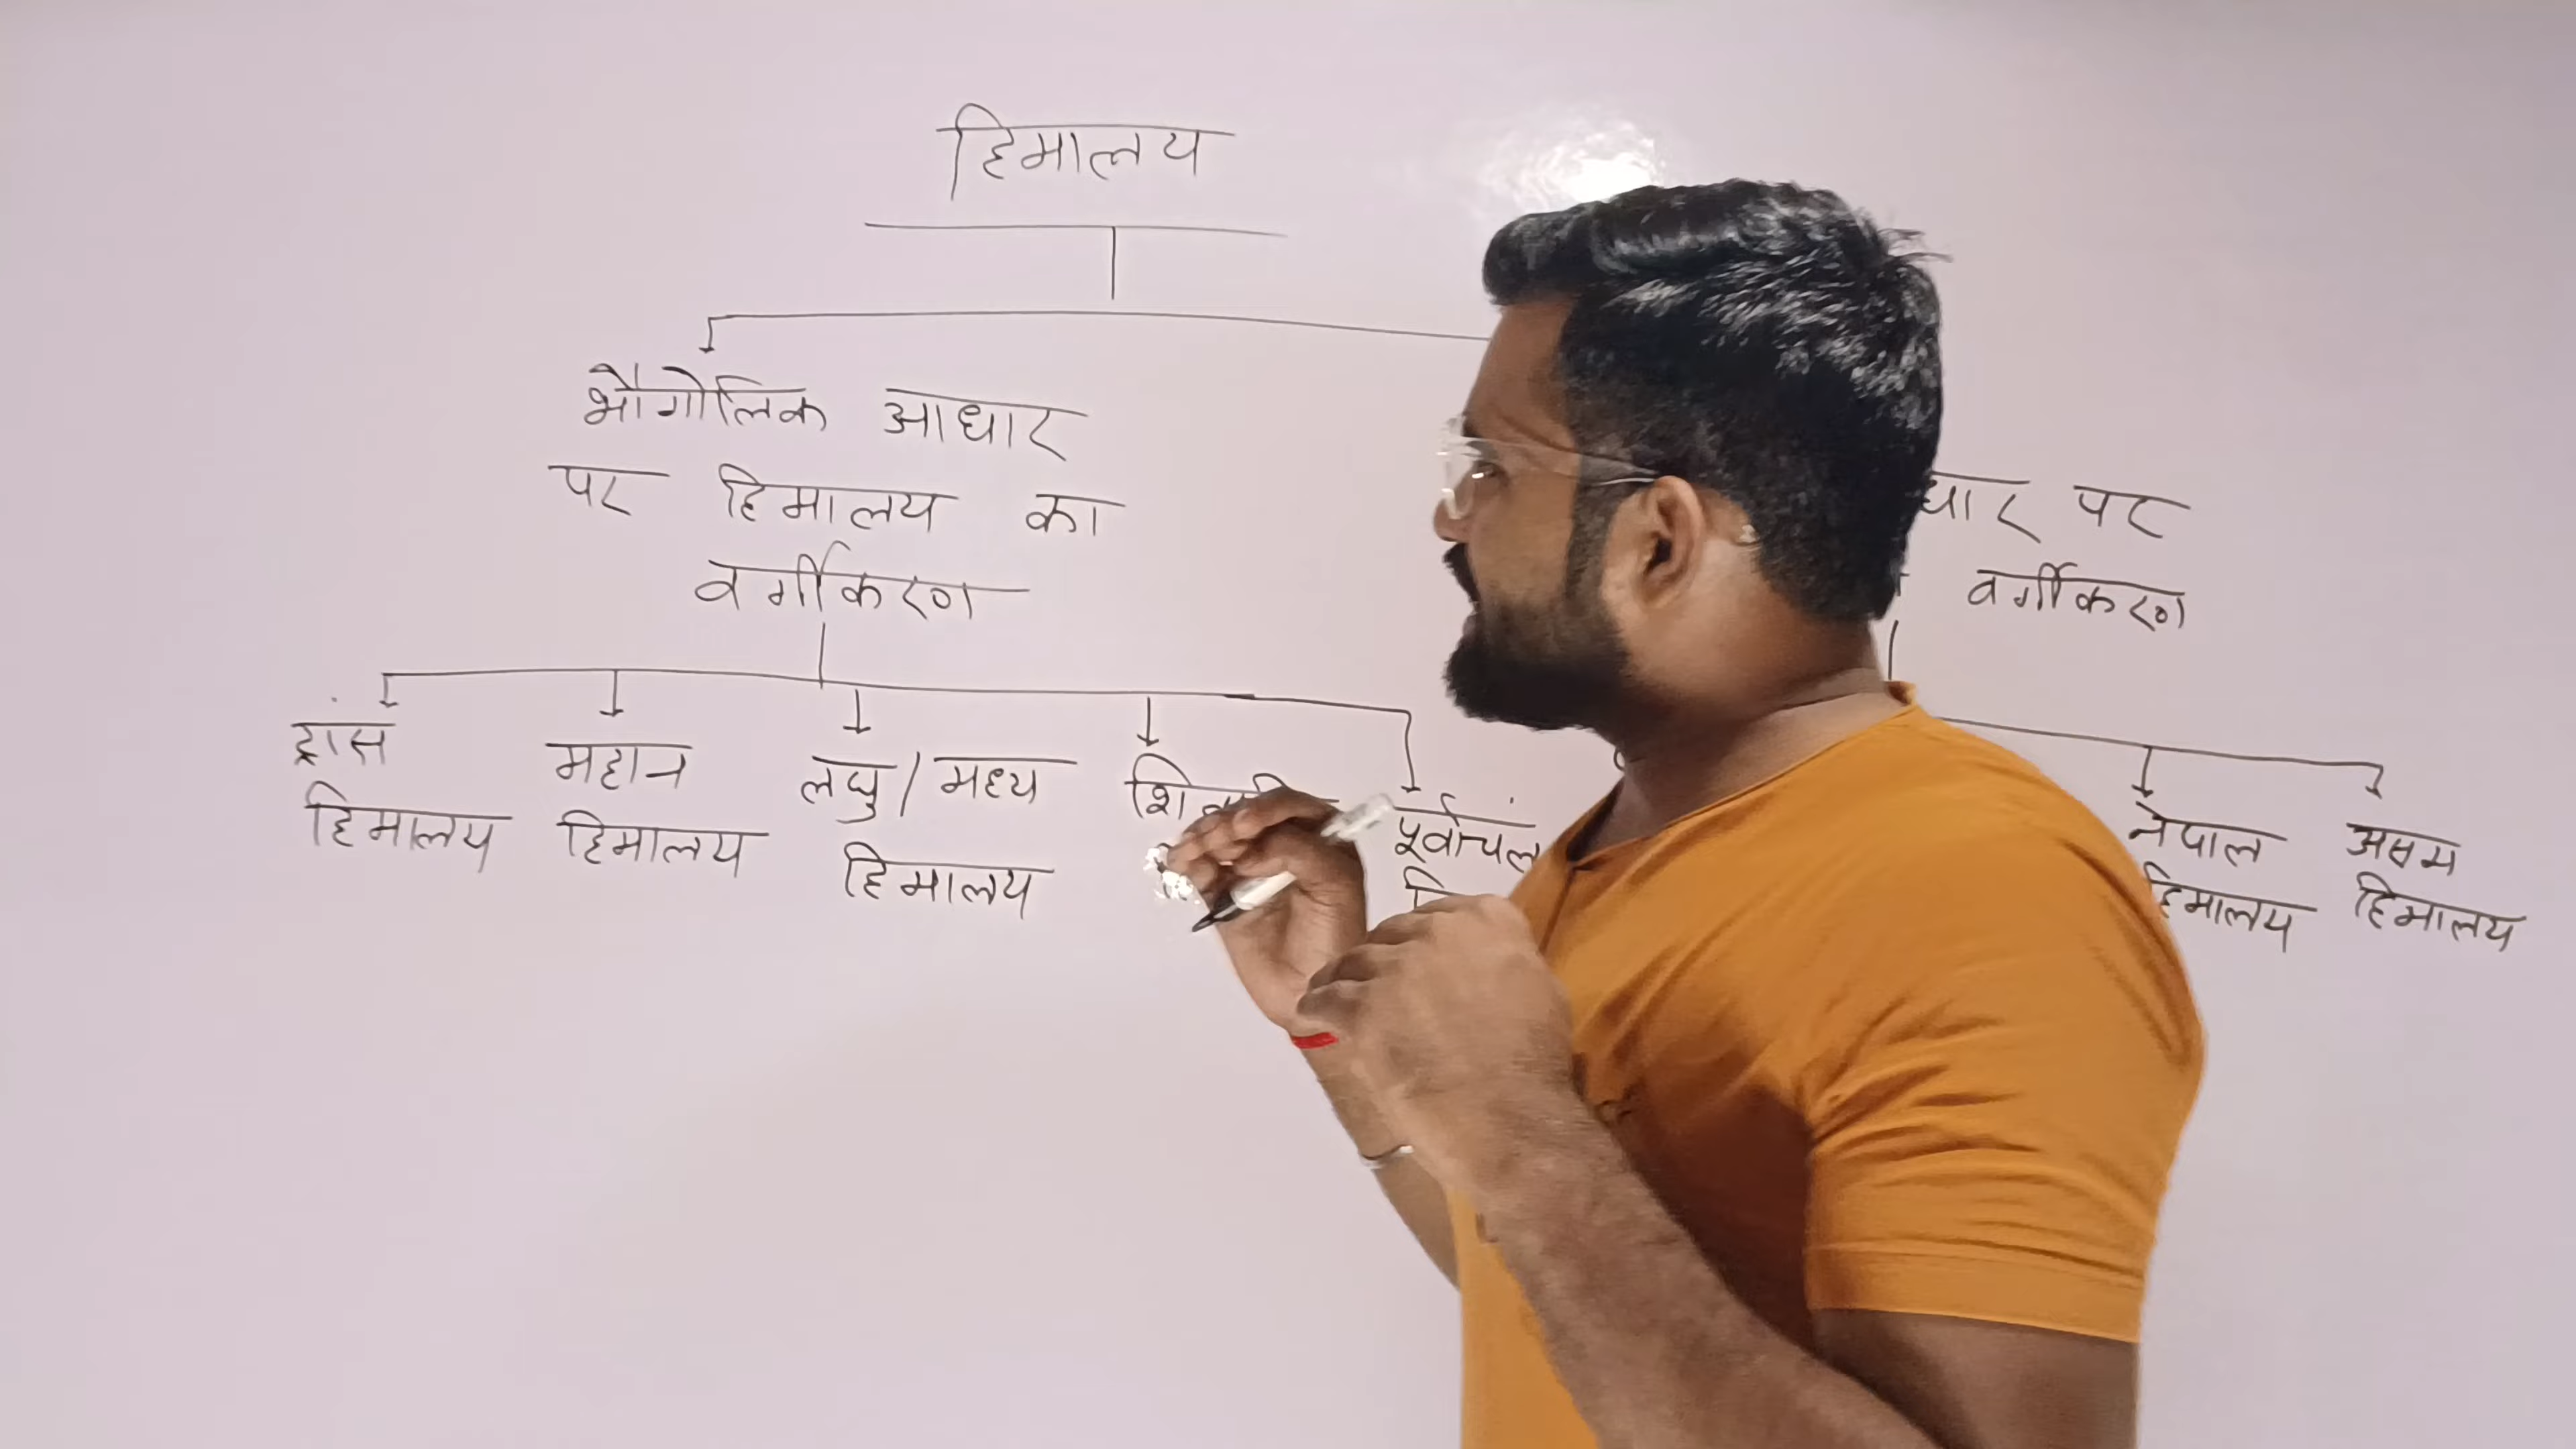 हिमालय
भौगोलिक आधार
पर हिमालय का
वर्गीकरण
ट्रांस
हिमालय
महान
हिमालय
लघु/मध्य
हिमालय
पूर्वांचल
पर
वर्गीकरण
नेपाल
हिमालय
असम
हिमालय